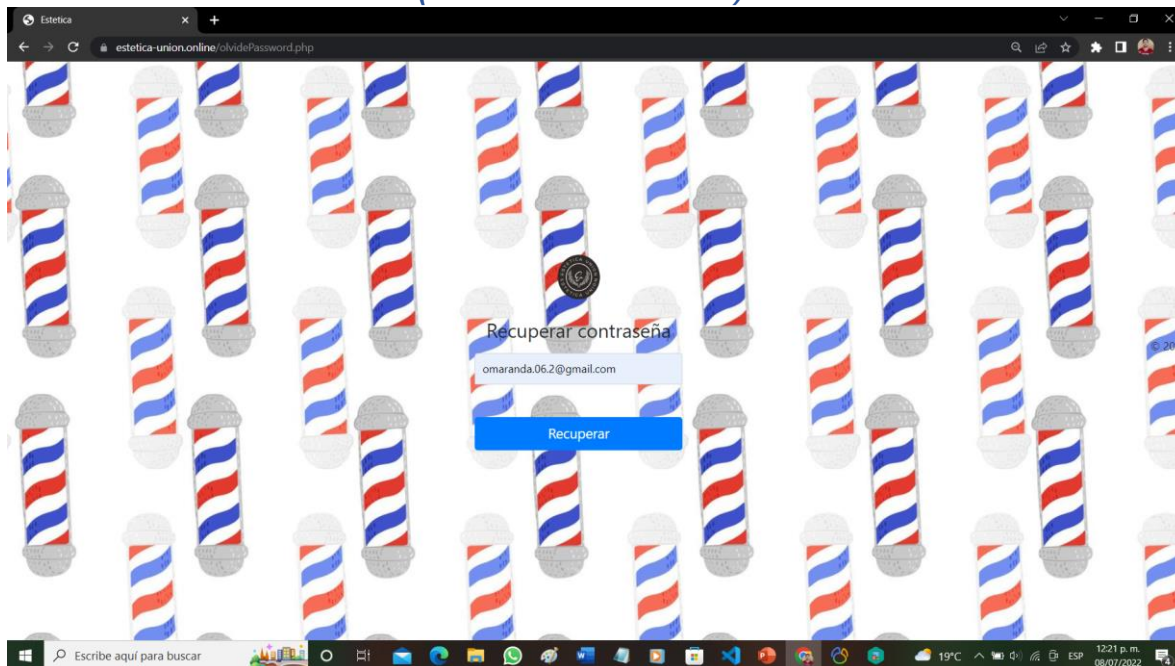 Estetica
estetica-union.online/olvidePassword.php
Recuperar contraseña
© 20
omaranda.06.2@gmail.com
Recuperar
Escribe aquí para buscar
19°C
ESP
12:21 p. m.
08/07/2022